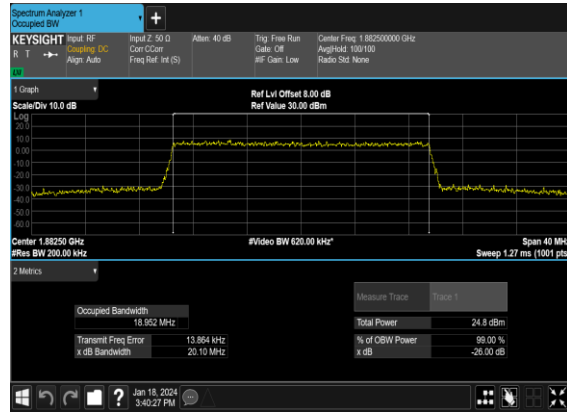 Spectrum Analyzer 1
Occupied BW
+
KEYSIGHT Input: RF Input Z: 50 Ω Atten: 40 dB Trig: Free Run Center Freq: 1.882500000 GHz
R T Coupling: DC Corr CCorr Gate: Off Avg|Hold: 100/100
Align: Auto Freq Ref: Int (S) #IF Gain: Low Radio Std: None
1 Graph
Ref Lvl Offset 8.00 dB
Scale/Div 10.0 dB Ref Value 30.00 dBm
Log
20.0
10.0
0.00
-10.0
-20.0
-30.0
-40.0
-50.0
-60.0
Center 1.88250 GHz #Video BW 620.00 kHz* Span 40 MHz
#Res BW 200.00 kHz Sweep 1.27 ms (1001 pts
2 Metrics
Measure Trace Trace 1
Occupied Bandwidth
18.952 MHz Total Power 24.8 dBm
Transmit Freq Error 13.864 kHz % of OBW Power 99.00 %
x dB Bandwidth 20.10 MHz x dB -26.00 dB
? Jan 18, 2024
3:40:27 PM